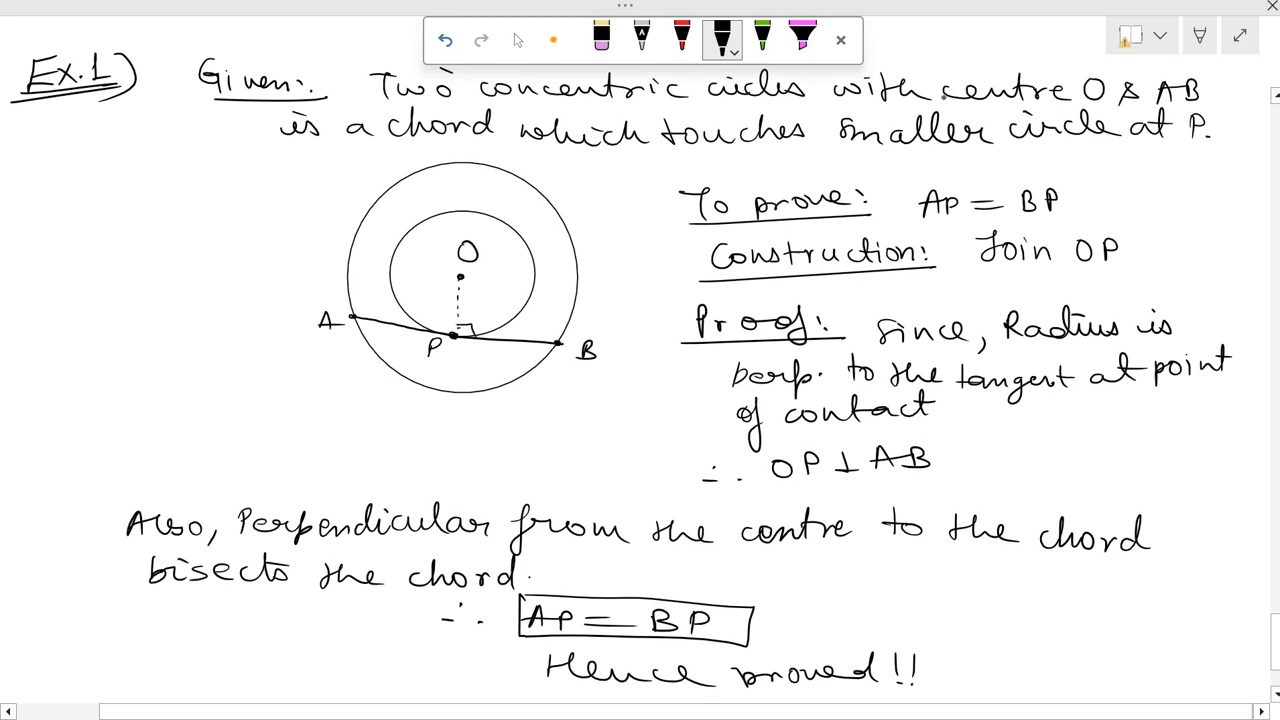 Ex.1) Given:. Two concentric circles with centre O & AB
is a chord which touches smaller circle at P.
To prove: AP = BP
Construction: Join OP
O
A
P
B
Proof: Since, Radius is
perp. to the tangent at point
of contact
∴ OP ⊥ AB
Also, Perpendicular from the centre to the chord
bisects the chord.
∴ AP = BP
Hence proved!!